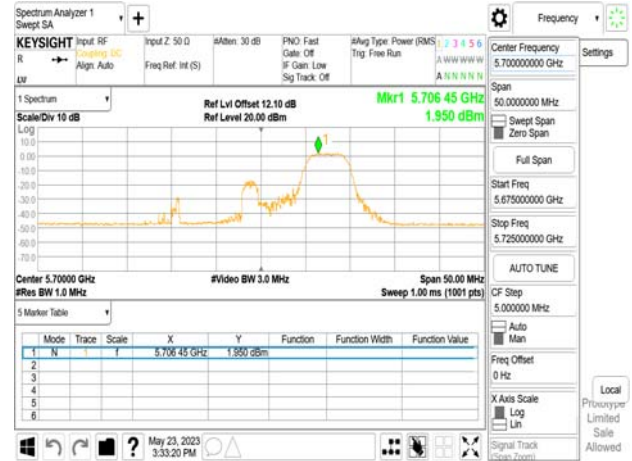 Spectrum Analyzer 1
Swept SA
Frequency
KEYSIGHT
R
Input: RF
Coupling: DC
Align: Auto
Input Z: 50 Ω
Freq Ref: Int (S)
#Atten: 30 dB
PNO: Fast
Gate: Off
IF Gain: Low
Sig Track: Off
#Avg Type: Power (RMS
Trig: Free Run
1 2 3 4 5 6
A W W W W W
A N N N N N
1 Spectrum
Scale/Div 10 dB
Ref Lvl Offset 12.10 dB
Ref Level 20.00 dBm
Mkr1 5.706 45 GHz
1.950 dBm
Log
10.0
0.00
-10.0
-20.0
-30.0
-40.0
-50.0
-60.0
-70.0
1
Center 5.70000 GHz
#Res BW 1.0 MHz
#Video BW 3.0 MHz
Span 50.00 MHz
Sweep 1.00 ms (1001 pts)
5 Marker Table
Mode Trace Scale X Y Function Function Width Function Value
1 N 1 f 5.706 45 GHz 1.950 dBm
2
3
4
5
6
May 23, 2023
3:33:20 PM
Center Frequency
5.700000000 GHz
Span
50.0000000 MHz
Swept Span
Zero Span
Full Span
Start Freq
5.675000000 GHz
Stop Freq
5.725000000 GHz
AUTO TUNE
CF Step
5.000000 MHz
Auto
Man
Freq Offset
0 Hz
X Axis Scale
Log
Lin
Signal Track
(Span Zoom)
Settings
Local
Prototype
Limited
Sale
Allowed